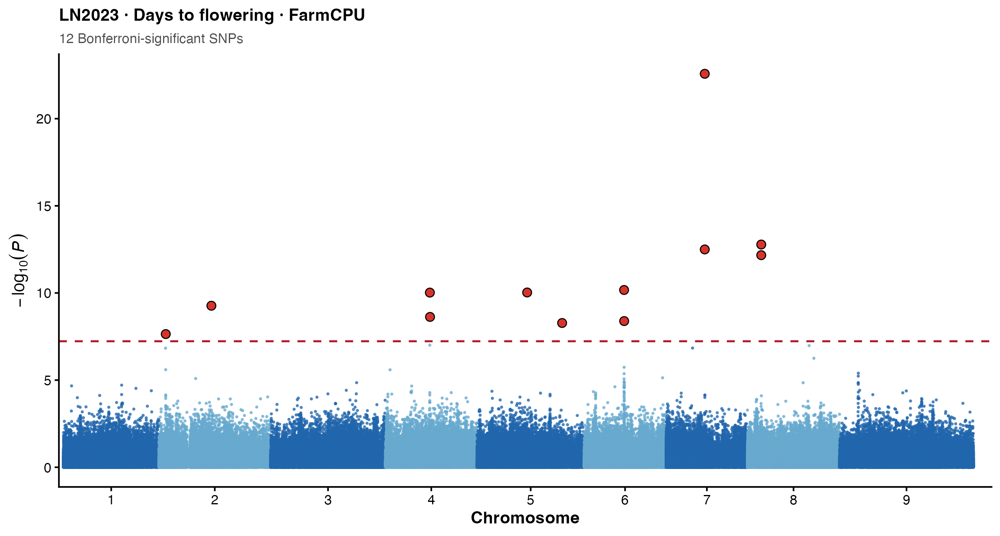 LN2023 · Days to flowering · FarmCPU
12 Bonferroni-significant SNPs
−log10(P)
20
15
10
5
0
1 2 3 4 5 6 7 8 9
Chromosome